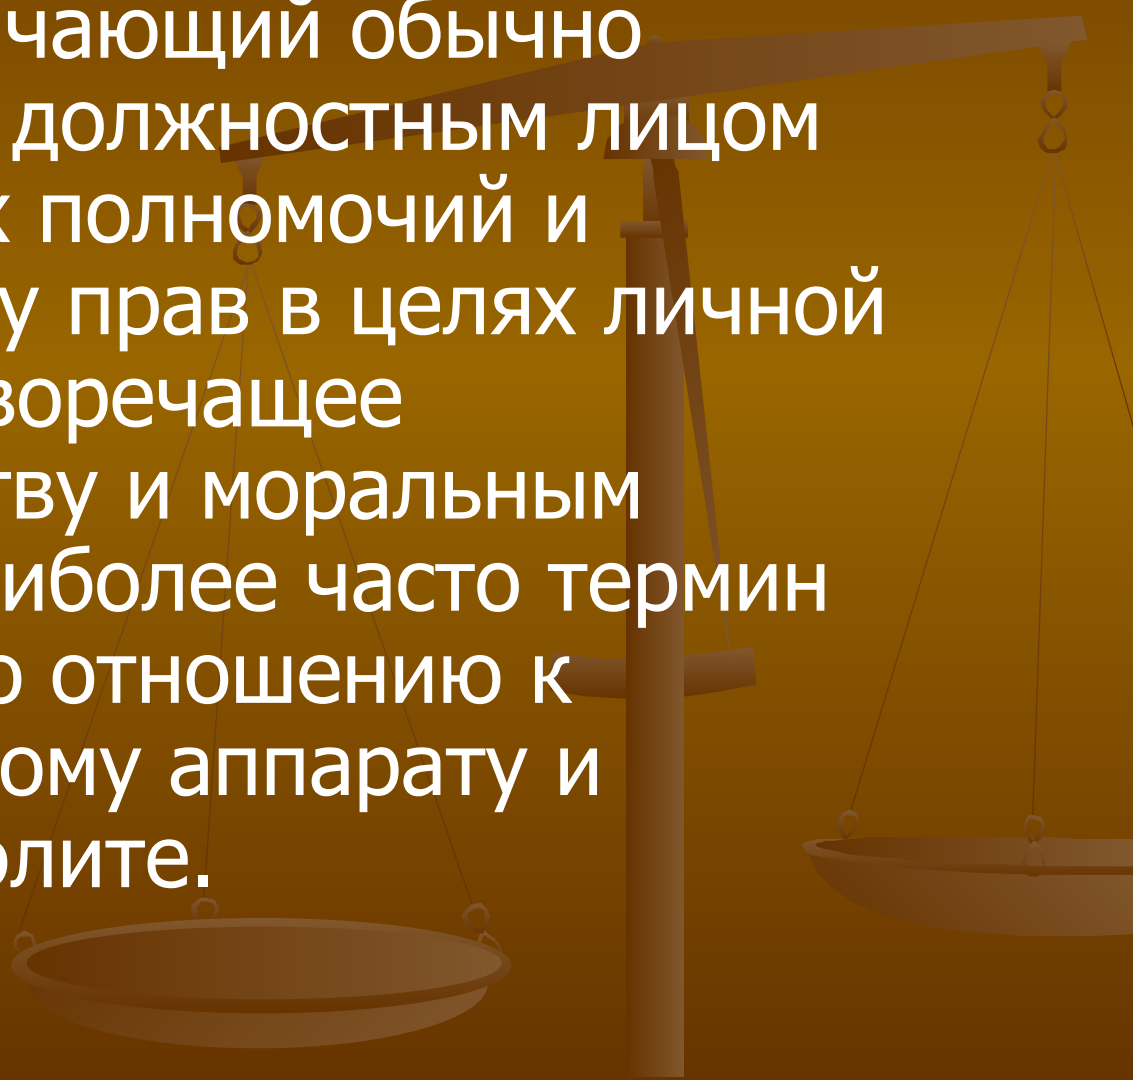 чающий обычно
должностным лицом
х полномочий и
у прав в целях личной
воречащее
тву и моральным
иболее часто термин
о отношению к
ому аппарату и
олите.